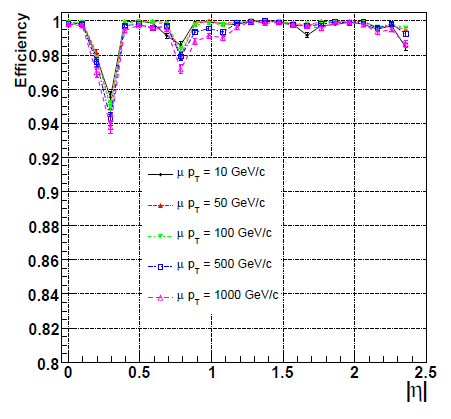 Efficiency
1
0.98
0.96
0.94
0.92
0.9
0.88
0.86
0.84
0.82
0.8
μ p_T = 10 GeV/c
μ p_T = 50 GeV/c
μ p_T = 100 GeV/c
μ p_T = 500 GeV/c
μ p_T = 1000 GeV/c
0 0.5 1 1.5 2 2.5
|η|